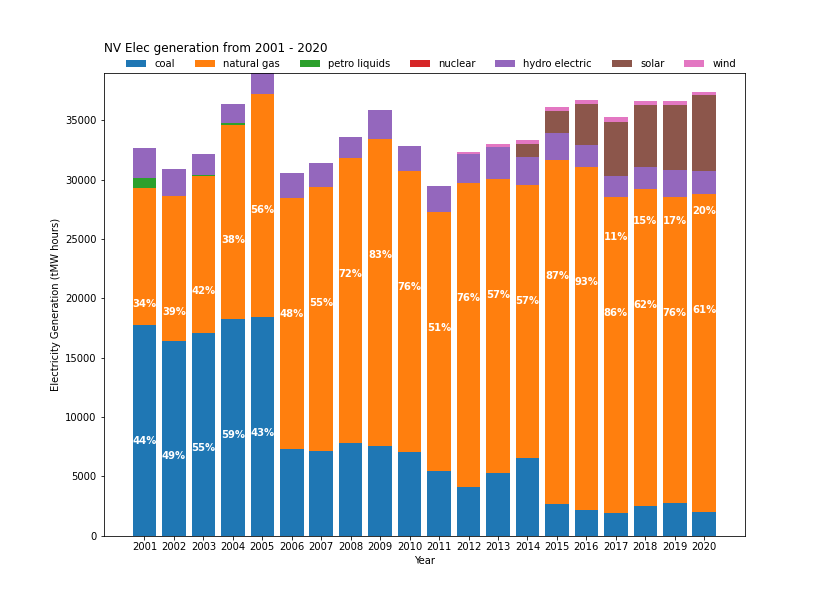 NV Elec generation from 2001 - 2020
coal natural gas petro liquids nuclear hydro electric solar wind
35000
30000
25000
20000
15000
10000
5000
0
Electricity Generation (tMW hours)
56%
20%
15% 17%
38% 11%
83%
42% 72% 87% 93%
76% 76% 57% 57%
34% 39% 48% 55% 86% 62% 76% 61%
51%
44% 49% 55% 59% 43%
2001 2002 2003 2004 2005 2006 2007 2008 2009 2010 2011 2012 2013 2014 2015 2016 2017 2018 2019 2020
Year